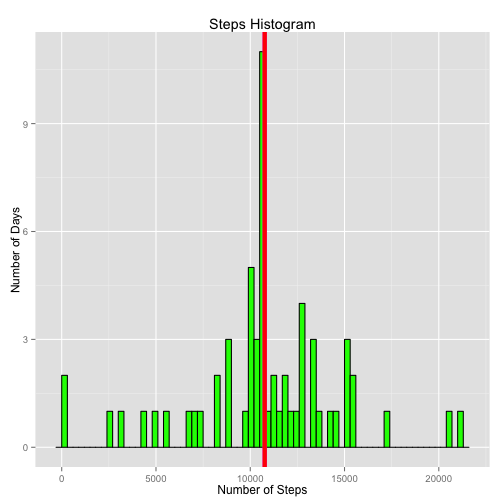 Steps Histogram
Number of Days
9
6
3
0
0 5000 10000 15000 20000
Number of Steps